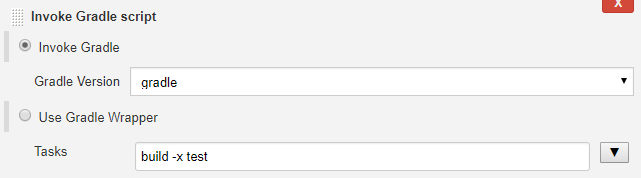 X
Invoke Gradle script
Invoke Gradle
Gradle Version gradle
Use Gradle Wrapper
Tasks build -x test